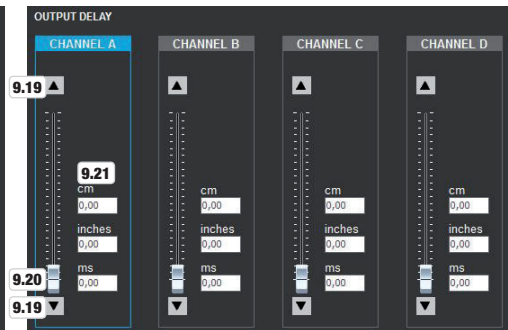 OUTPUT DELAY
CHANNEL A CHANNEL B CHANNEL C CHANNEL D
9.19
9.21
cm cm cm cm
0,00 0,00 0,00 0,00
inches inches inches inches
0,00 0,00 0,00 0,00
ms ms ms ms
9.20 0,00 0,00 0,00 0,00
9.19